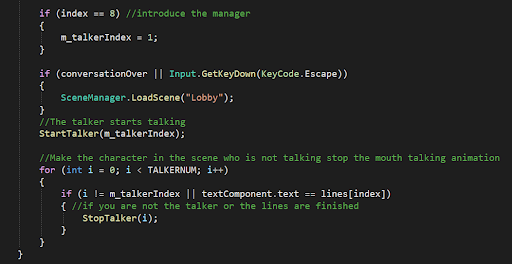 if (index == 8) //introduce the manager
{
m_talkerIndex = 1;
}
if (conversationOver || Input.GetKeyDown(KeyCode.Escape))
{
SceneManager.LoadScene("Lobby");
}
//The talker starts talking
StartTalker(m_talkerIndex);
//Make the character in the scene who is not talking stop the mouth talking animation
for (int i = 0; i < TALKERNUM; i++)
{
if (i != m_talkerIndex || textComponent.text == lines[index])
{ //if you are not the talker or the lines are finished
StopTalker(i);
}
}
}